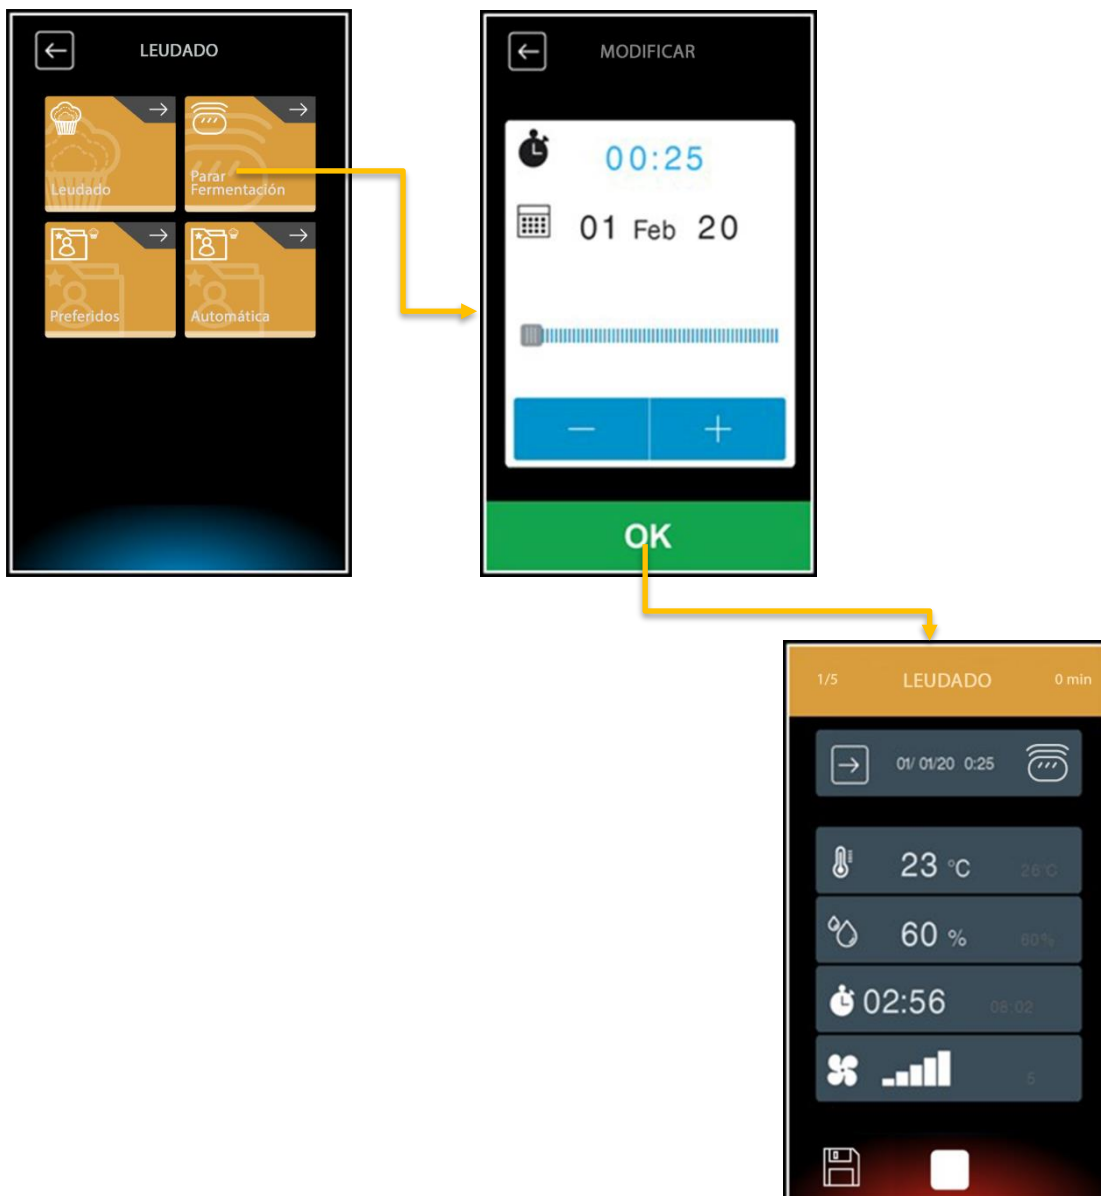 LEUDADO
Leudado
Parar
Fermentación
Preferidos
Automática
MODIFICAR
00:25
01 Feb 20
OK
1/5 LEUDADO 0 min
01/ 01/20 0:25
23 °C 26°C
60 % 60%
02:56 08:02
5